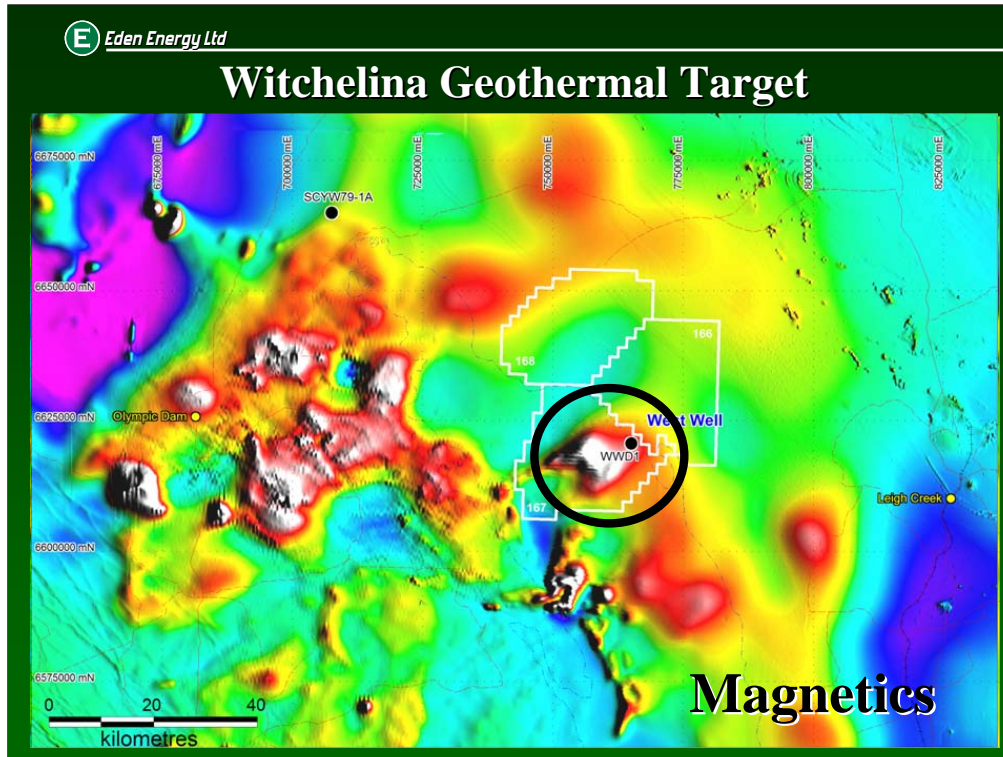 E Eden Energy Ltd
Witchelina Geothermal Target
675000 mE
700000 mE
725000 mE
750000 mE
775000 mE
800000 mE
825000 mE
6675000 mN
SCYW79-1A
6650000 mN
168
166
Olympic Dam
6625000 mN
West Well
WWD1
Leigh Creek
167
6600000 mN
6575000 mN
Magnetics
0 20 40
kilometres